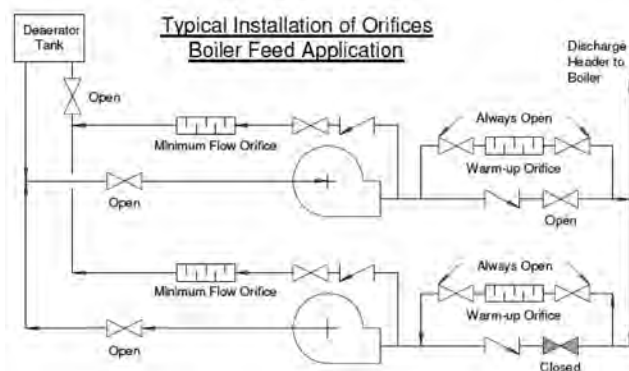 Typical Installation of Orifices
Boiler Feed Application
Deaerator
Tank
Discharge
Header to
Boiler
Open
Always Open
Minimum Flow Orifice
Warm-up Orifice
Open
Open
Always Open
Minimum Flow Orifice
Warm-up Orifice
Open
Closed